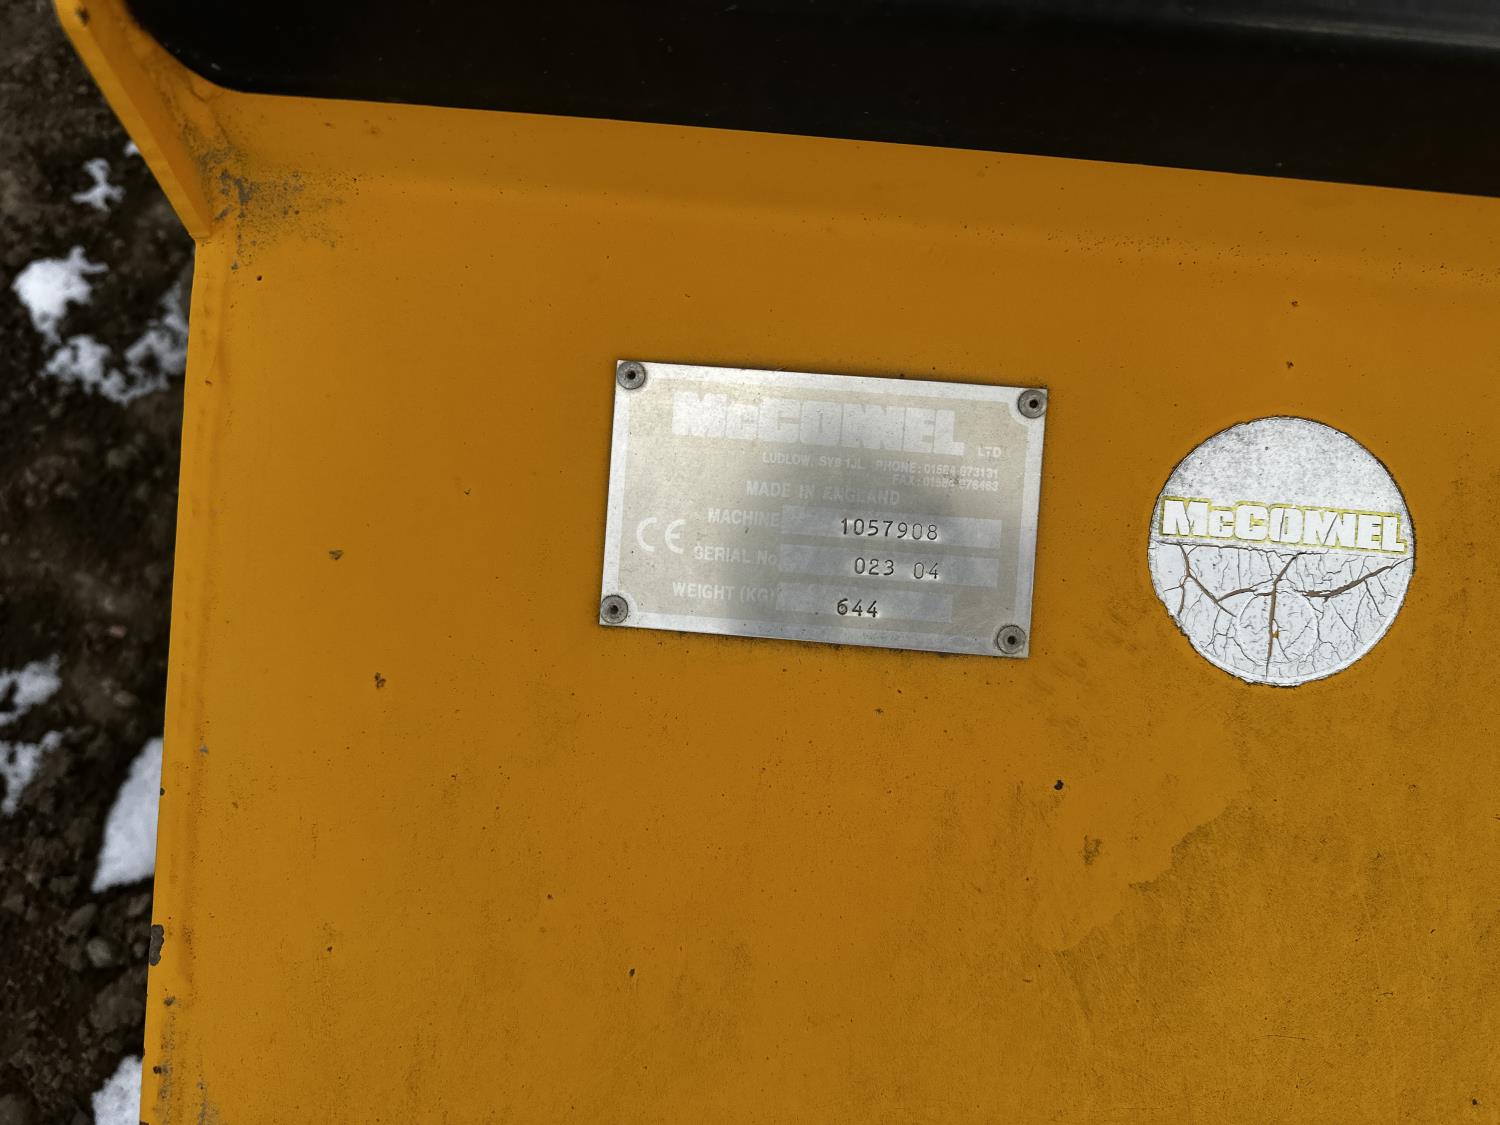 McCONNEL LTD
LUDLOW, SY8 1JL. PHONE: 01584 873131
FAX: 01584 876463
MADE IN ENGLAND
MACHINE 1057908
CE SERIAL No 023 04
WEIGHT (KG) 644
McCONNEL